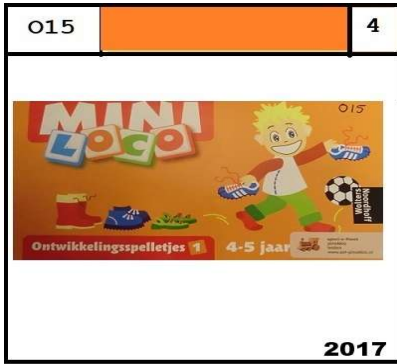 O15
4
MINI
LOCO
O15
Wolters
Noordhoff
Ontwikkelingsspelletjes 1
4-5 jaar
2017